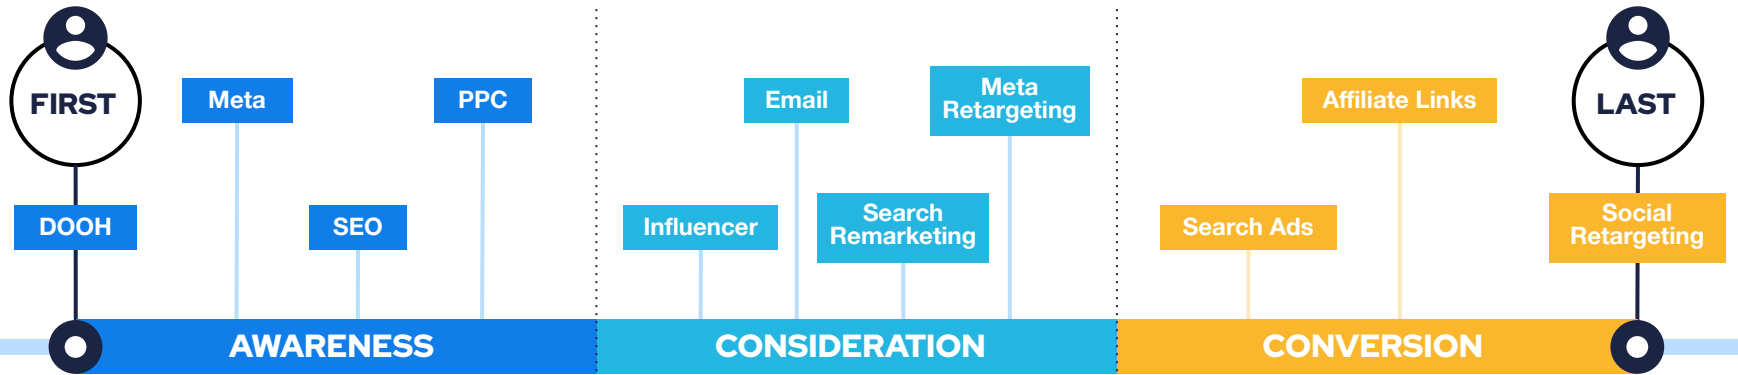 FIRST
DOOH
Meta
SEO
PPC
AWARENESS
Influencer
Email
Search
Remarketing
Meta
Retargeting
CONSIDERATION
Search Ads
Affiliate Links
CONVERSION
LAST
Social
Retargeting